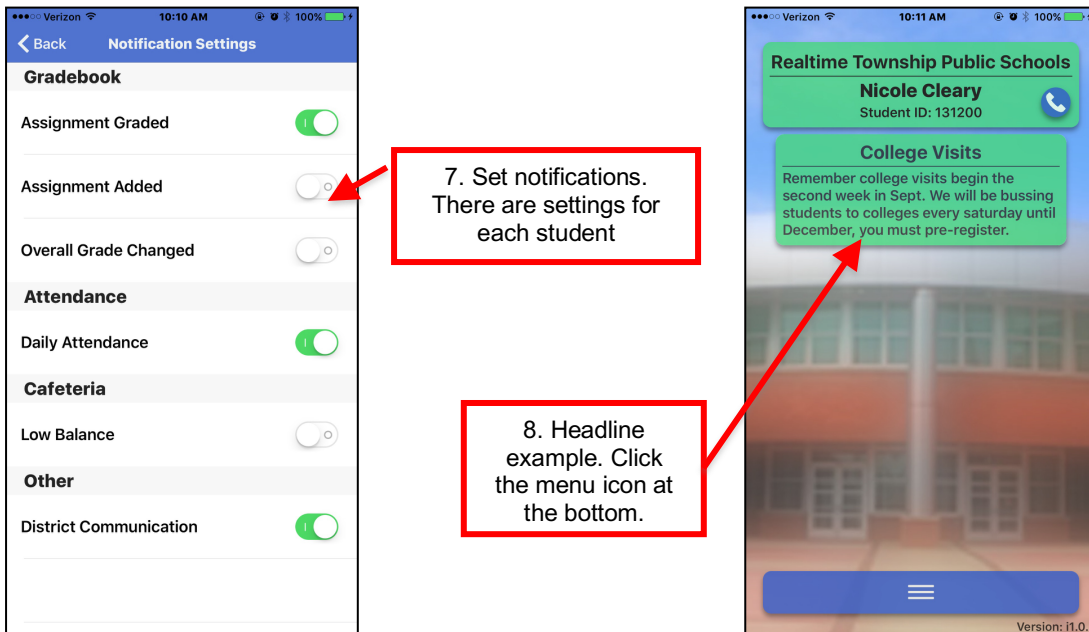 Verizon 10:10 AM 100%
Back Notification Settings
Gradebook
Assignment Graded
Assignment Added
Overall Grade Changed
Attendance
Daily Attendance
Cafeteria
Low Balance
Other
District Communication
7. Set notifications.
There are settings for
each student
8. Headline
example. Click
the menu icon at
the bottom.
Verizon 10:11 AM 100%
Realtime Township Public Schools
Nicole Cleary
Student ID: 131200
College Visits
Remember college visits begin the
second week in Sept. We will be bussing
students to colleges every saturday until
December, you must pre-register.
Version: i1.0.